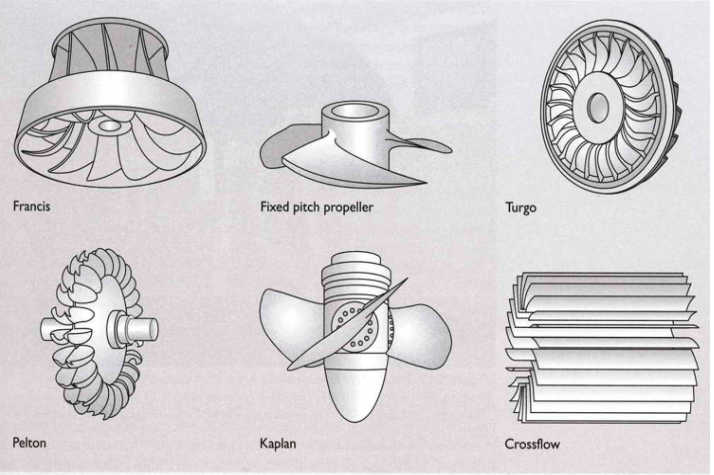 Francis
Fixed pitch propeller
Turgo
Pelton
Kaplan
Crossflow